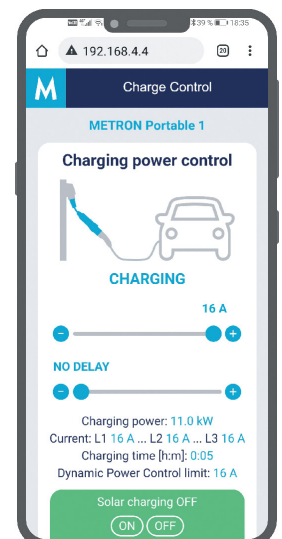 39 % 18:35
192.168.4.4 20
M Charge Control
METRON Portable 1
Charging power control
CHARGING
16 A
NO DELAY
Charging power: 11.0 kW
Current: L1 16 A ... L2 16 A ... L3 16 A
Charging time [h:m]: 0:05
Dynamic Power Control limit: 16 A
Solar charging OFF
ON OFF